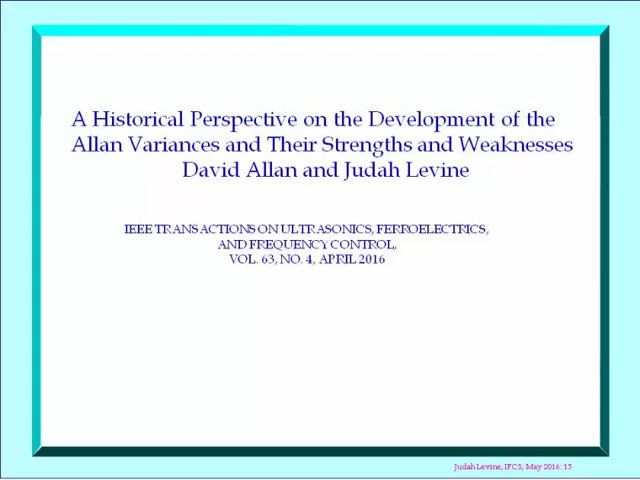 A Historical Perspective on the Development of the
Allan Variances and Their Strengths and Weaknesses
David Allan and Judah Levine
IEEE TRANSACTIONS ON ULTRASONICS, FERROELECTRICS,
AND FREQUENCY CONTROL,
VOL. 63, NO. 4, APRIL 2016
Judah Levine, IFCS, May 2016: 15